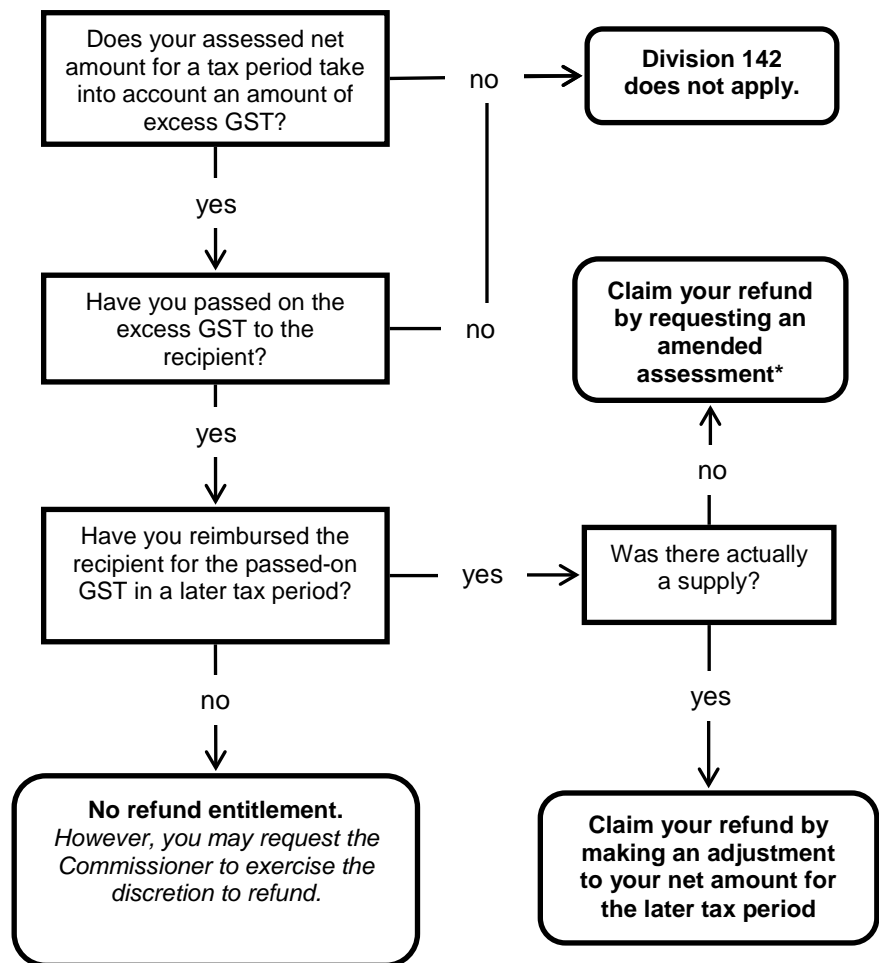 Does your assessed net
amount for a tax period take
into account an amount of
excess GST?
no
Division 142
does not apply.
yes
Have you passed on the
excess GST to the
recipient?
no
Claim your refund
by requesting an
amended
assessment*
yes
no
Have you reimbursed the
recipient for the passed-on
GST in a later tax period?
yes
Was there actually
a supply?
no
yes
No refund entitlement.
However, you may request the
Commissioner to exercise the
discretion to refund.
Claim your refund by
making an adjustment
to your net amount for
the later tax period